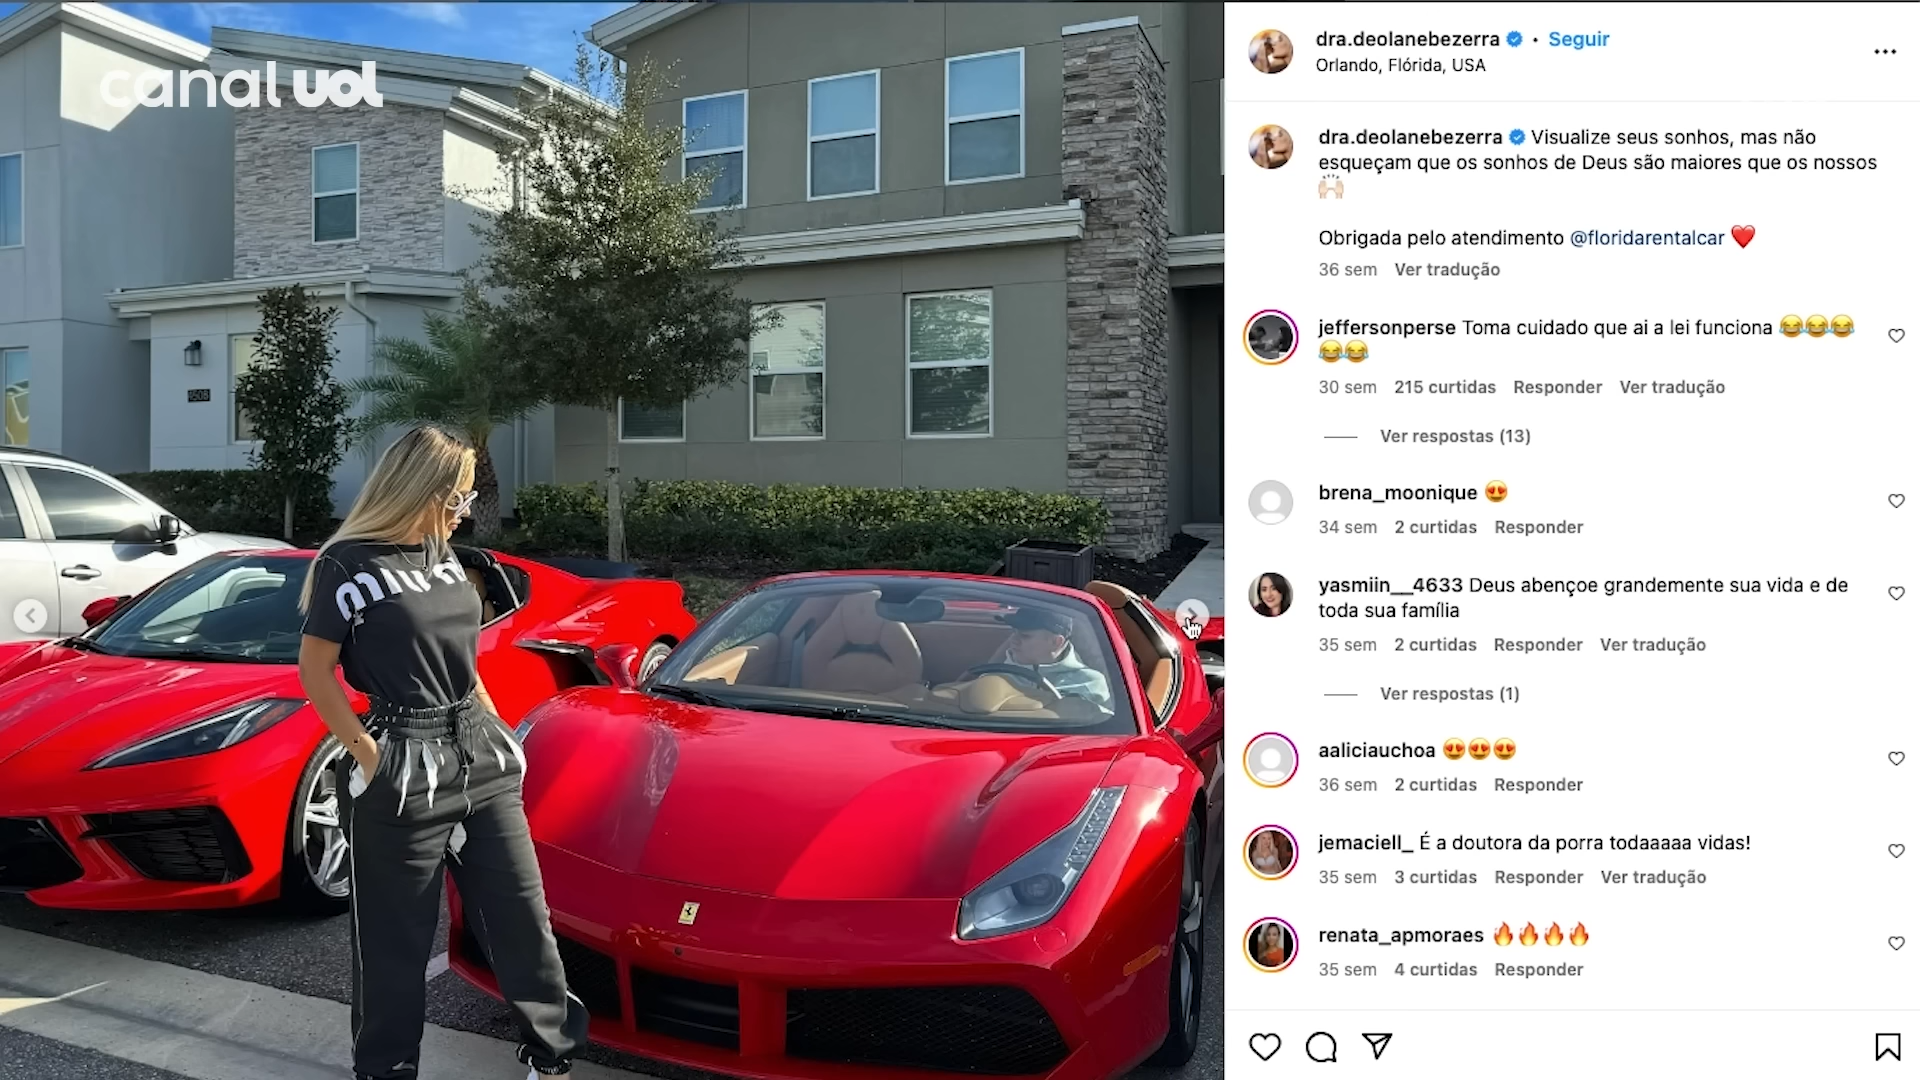 canal uol
9508
miu m
dra.deolanebezerra • Seguir
Orlando, Flórida, USA
dra.deolanebezerra Visualize seus sonhos, mas não
esqueçam que os sonhos de Deus são maiores que os nossos
🙌🏻
Obrigada pelo atendimento @floridarentalcar ❤️
36 sem Ver tradução
jeffersonperse Toma cuidado que ai a lei funciona 😂😂😂
😂😂
30 sem 215 curtidas Responder Ver tradução
Ver respostas (13)
brena_moonique 😍
34 sem 2 curtidas Responder
yasmiin__4633 Deus abençoe grandemente sua vida e de
toda sua família
35 sem 2 curtidas Responder Ver tradução
Ver respostas (1)
aaliciauchoa 😍😍😍
36 sem 2 curtidas Responder
jemaciell_ É a doutora da porra todaaaaa vidas!
35 sem 3 curtidas Responder Ver tradução
renata_apmoraes 🔥🔥🔥🔥
35 sem 4 curtidas Responder